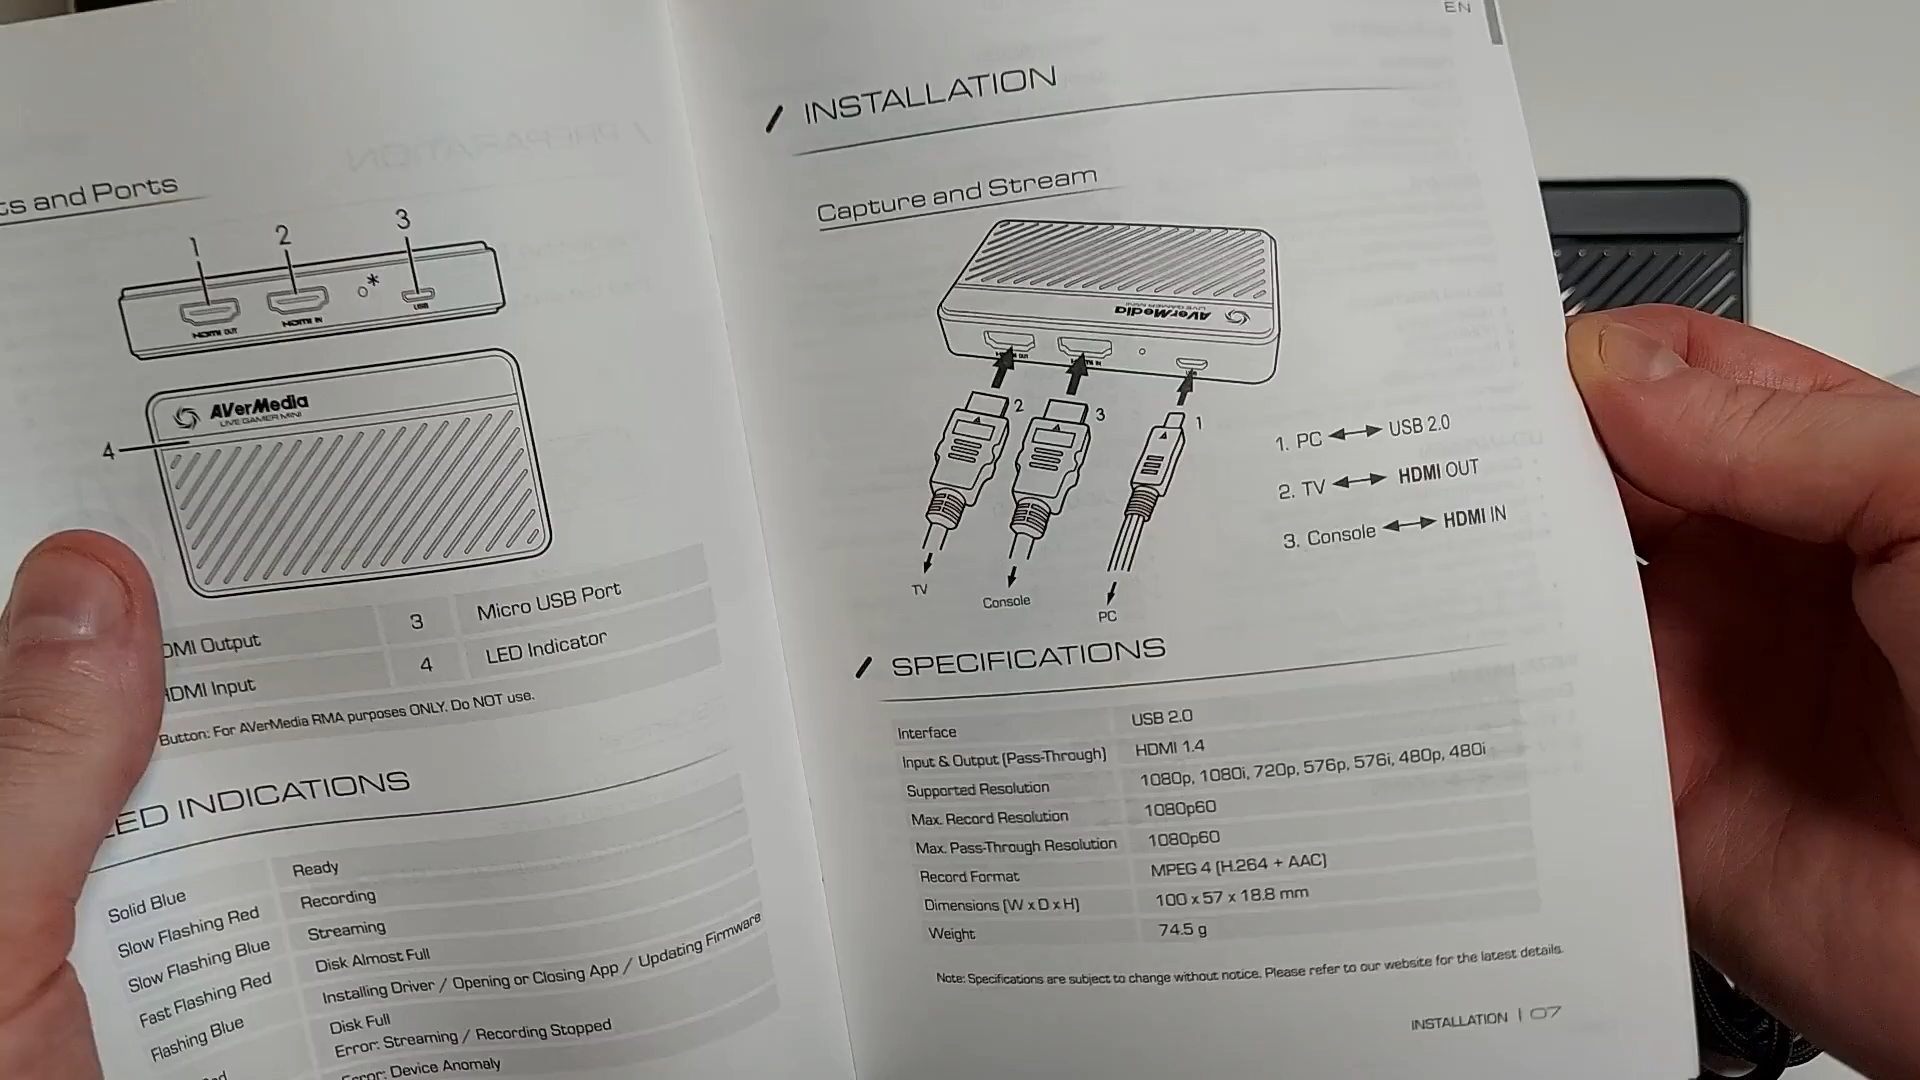 ts and Ports
1
2
3
*
HDMI OUT
HDMI IN
USB
AVerMedia
LIVE GAMER MINI
4
DMI Output
3
Micro USB Port
HDMI Input
4
LED Indicator
Button: For AVerMedia RMA purposes ONLY. Do NOT use.
LED INDICATIONS
Solid Blue
Ready
Slow Flashing Red
Recording
Slow Flashing Blue
Streaming
Fast Flashing Red
Disk Almost Full
Flashing Blue
Installing Driver / Opening or Closing App / Updating Firmware
Disk Full
Error: Streaming / Recording Stopped
Error: Device Anomaly
EN
INSTALLATION
Capture and Stream
AVerMedia
LIVE GAMER MINI
2
3
1
TV
Console
PC
1. PC ↔ USB 2.0
2. TV ↔ HDMI OUT
3. Console ↔ HDMI IN
SPECIFICATIONS
Interface
USB 2.0
Input & Output (Pass-Through)
HDMI 1.4
Supported Resolution
1080p, 1080i, 720p, 576p, 576i, 480p, 480i
Max. Record Resolution
1080p60
Max. Pass-Through Resolution
1080p60
Record Format
MPEG 4 (H.264 + AAC)
Dimensions (W x D x H)
100 x 57 x 18.8 mm
Weight
74.5 g
Note: Specifications are subject to change without notice. Please refer to our website for the latest details.
INSTALLATION | 07